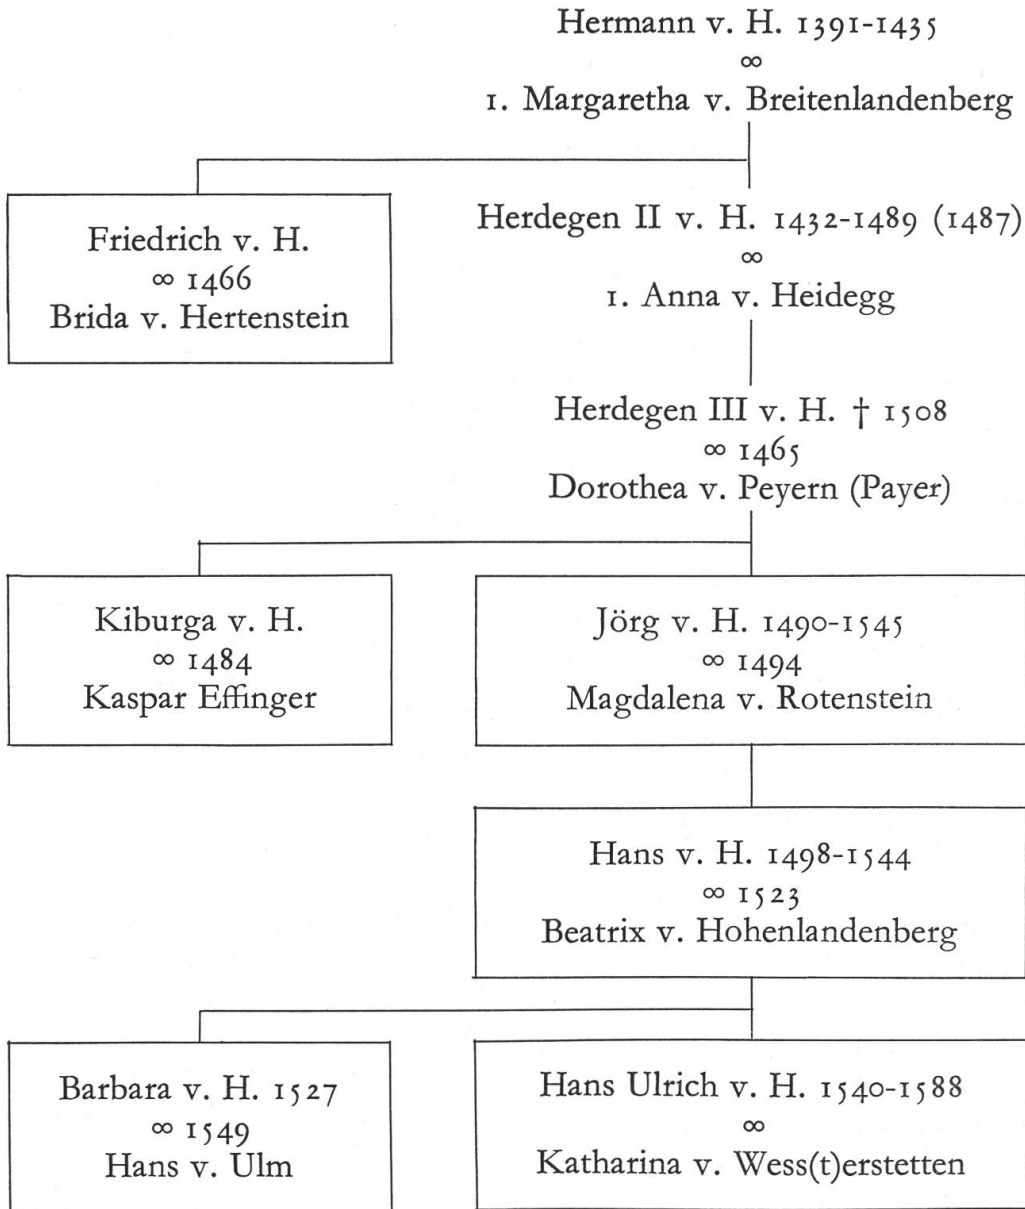 Hermann v. H. 1391-1435
∞
1. Margaretha v. Breitenlandenberg
Friedrich v. H.
∞ 1466
Brida v. Hertenstein
Herdegen II v. H. 1432-1489 (1487)
∞
1. Anna v. Heidegg
Herdegen III v. H. † 1508
∞ 1465
Dorothea v. Peyern (Payer)
Kiburga v. H.
∞ 1484
Kaspar Effinger
Jörg v. H. 1490-1545
∞ 1494
Magdalena v. Rotenstein
Hans v. H. 1498-1544
∞ 1523
Beatrix v. Hohenlandenberg
Barbara v. H. 1527
∞ 1549
Hans v. Ulm
Hans Ulrich v. H. 1540-1588
∞
Katharina v. Wess(t)erstetten